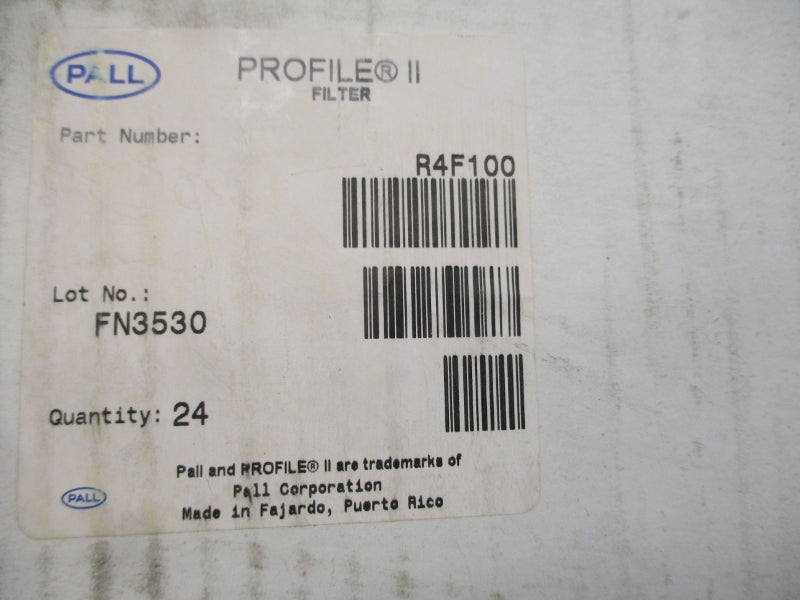 PALL
PROFILE® II
FILTER
Part Number:
R4F100
Lot No.:
FN3530
Quantity: 24
Pall and PROFILE® II are trademarks of
Pall Corporation
PALL
Made in Fajardo, Puerto Rico